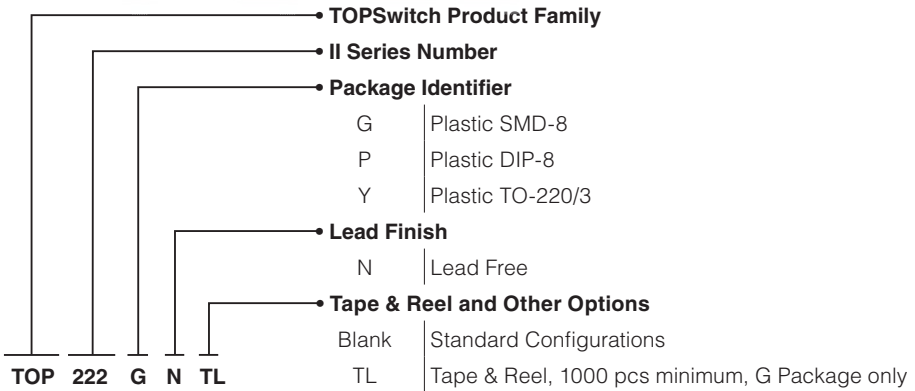 TOPSwitch Product Family
II Series Number
Package Identifier
G Plastic SMD-8
P Plastic DIP-8
Y Plastic TO-220/3
Lead Finish
N Lead Free
Tape & Reel and Other Options
Blank Standard Configurations
TL Tape & Reel, 1000 pcs minimum, G Package only
TOP 222 G N TL